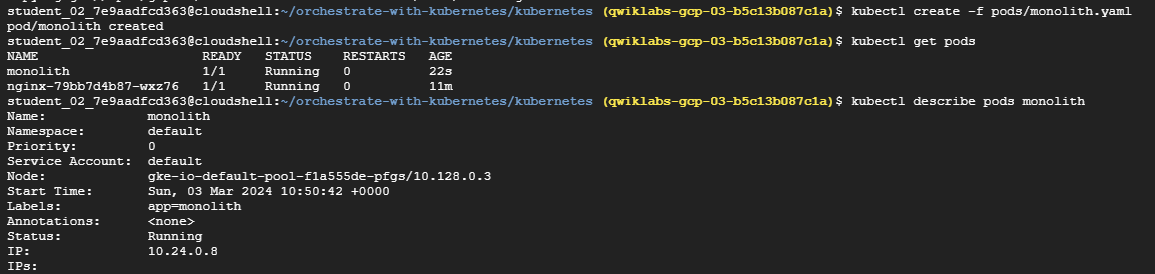 student_02_7e9aadfcd363@cloudshell:~/orchestrate-with-kubernetes/kubernetes (qwiklabs-gcp-03-b5c13b087c1a)$ kubectl create -f pods/monolith.yaml
pod/monolith created
student_02_7e9aadfcd363@cloudshell:~/orchestrate-with-kubernetes/kubernetes (qwiklabs-gcp-03-b5c13b087c1a)$ kubectl get pods
NAME                     READY   STATUS    RESTARTS   AGE
monolith                 1/1     Running   0          22s
nginx-79bb7d4b87-wxz76   1/1     Running   0          11m
student_02_7e9aadfcd363@cloudshell:~/orchestrate-with-kubernetes/kubernetes (qwiklabs-gcp-03-b5c13b087c1a)$ kubectl describe pods monolith
Name:             monolith
Namespace:        default
Priority:         0
Service Account:  default
Node:             gke-io-default-pool-f1a555de-pfgs/10.128.0.3
Start Time:       Sun, 03 Mar 2024 10:50:42 +0000
Labels:           app=monolith
Annotations:      <none>
Status:           Running
IP:               10.24.0.8
IPs: